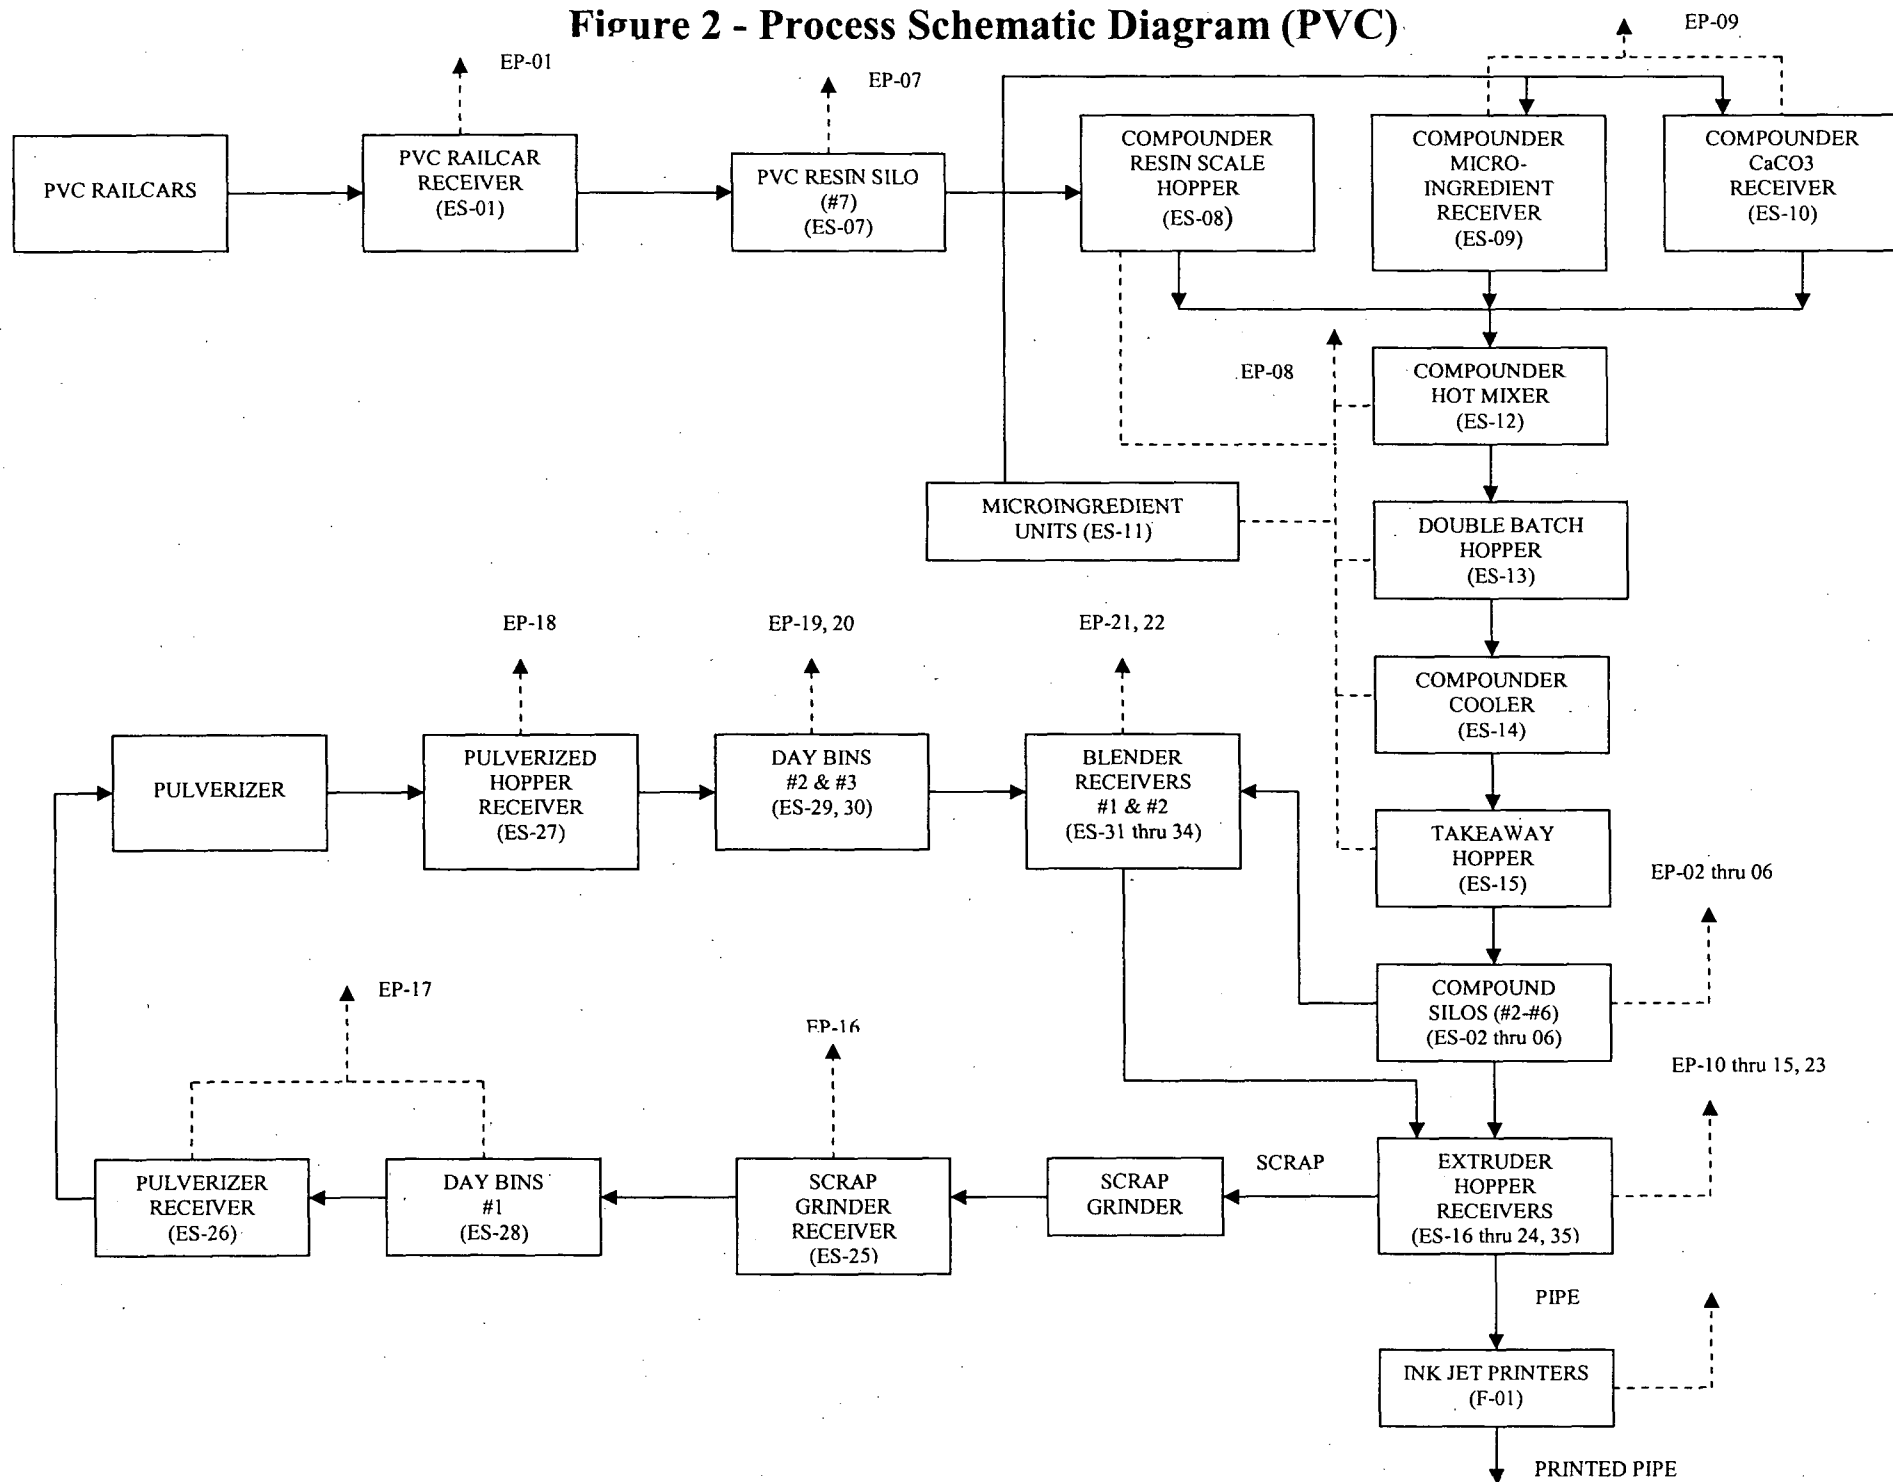 Figure 2 - Process Schematic Diagram (PVC)
EP-09
EP-01
EP-07
PVC RAILCARS
PVC RAILCAR
RECEIVER
(ES-01)
PVC RESIN SILO
(#7)
(ES-07)
COMPOUNDER
RESIN SCALE
HOPPER
(ES-08)
COMPOUNDER
MICRO-
INGREDIENT
RECEIVER
(ES-09)
COMPOUNDER
CaCO3
RECEIVER
(ES-10)
EP-08
COMPOUNDER
HOT MIXER
(ES-12)
MICROINGREDIENT
UNITS (ES-11)
DOUBLE BATCH
HOPPER
(ES-13)
EP-18
EP-19, 20
EP-21, 22
COMPOUNDER
COOLER
(ES-14)
PULVERIZER
PULVERIZED
HOPPER
RECEIVER
(ES-27)
DAY BINS
#2 & #3
(ES-29, 30)
BLENDER
RECEIVERS
#1 & #2
(ES-31 thru 34)
TAKEAWAY
HOPPER
(ES-15)
EP-02 thru 06
COMPOUND
SILOS (#2-#6)
(ES-02 thru 06)
EP-17
EP-16
EP-10 thru 15, 23
PULVERIZER
RECEIVER
(ES-26)
DAY BINS
#1
(ES-28)
SCRAP
GRINDER
RECEIVER
(ES-25)
SCRAP
GRINDER
SCRAP
EXTRUDER
HOPPER
RECEIVERS
(ES-16 thru 24, 35)
PIPE
INK JET PRINTERS
(F-01)
PRINTED PIPE